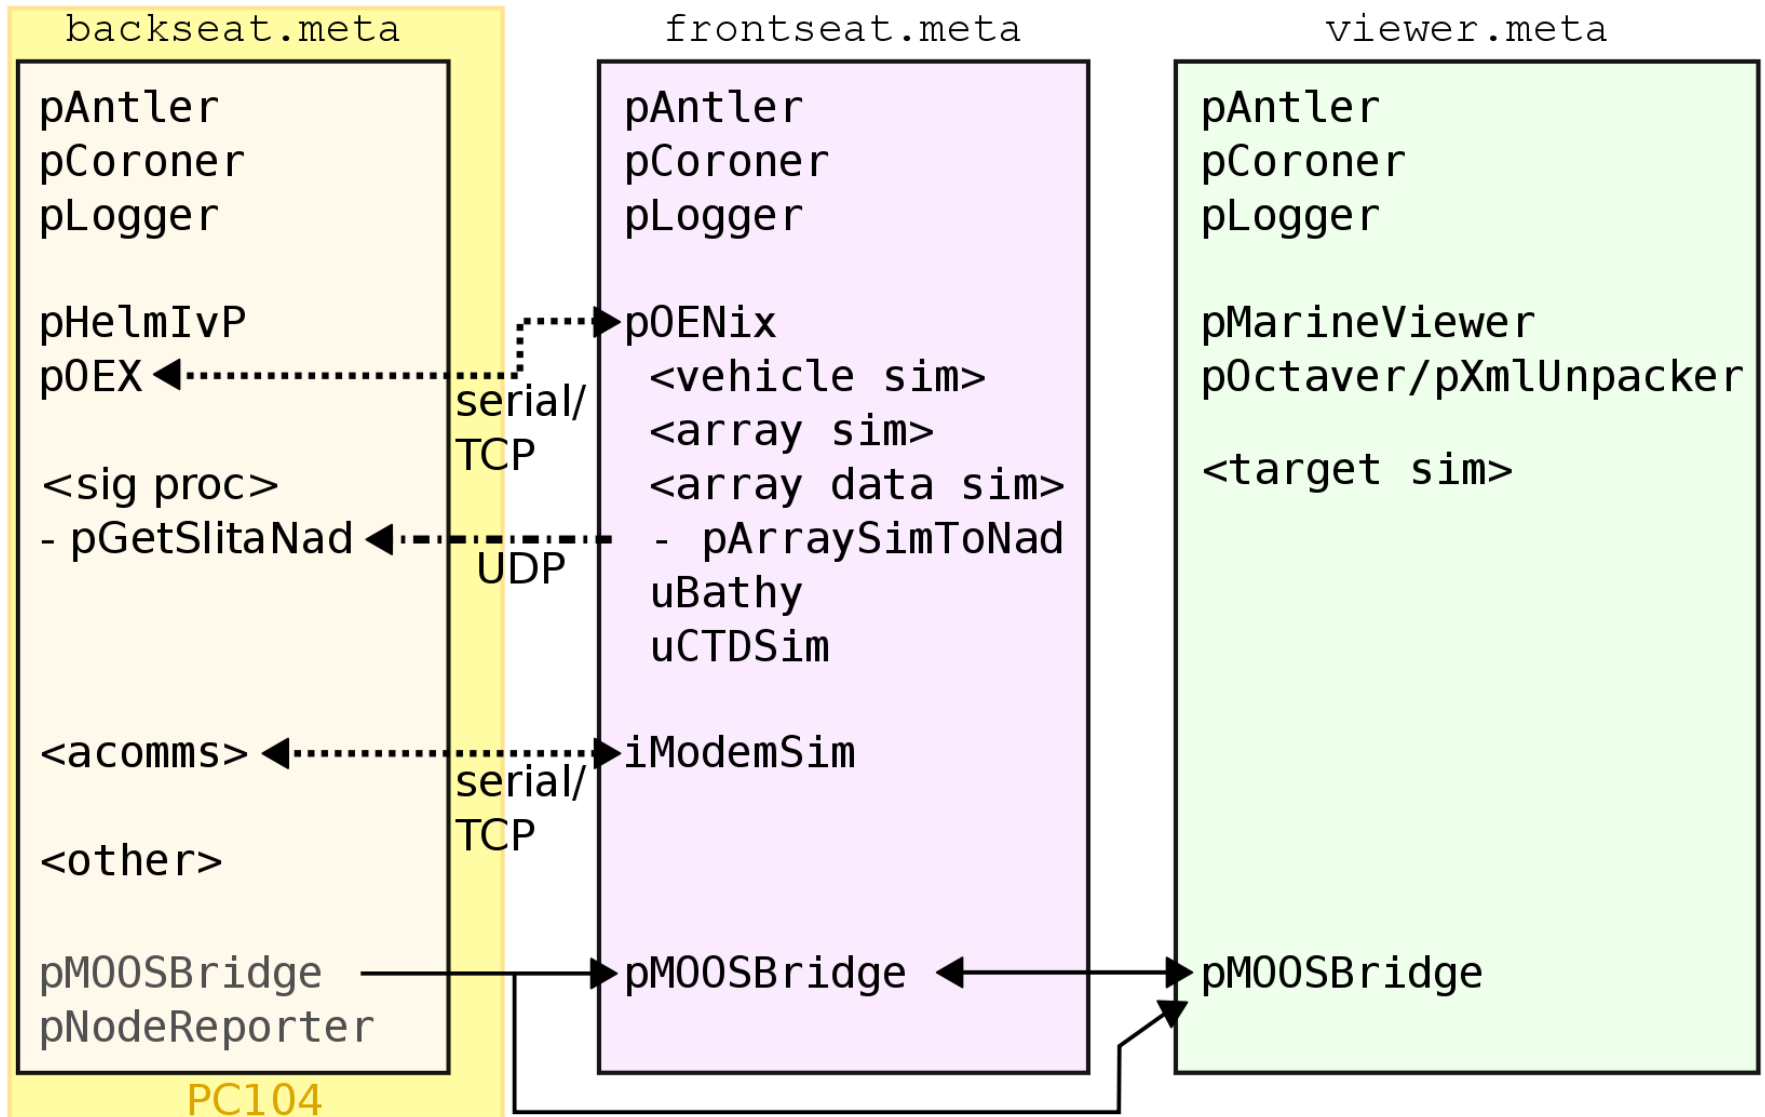 backseat.meta
pAntler
pCoroner
pLogger
pHelmIvP
pOEX
<sig proc>
- pGetSlitaNad
<acomms>
<other>
pMOOSBridge
pNodeReporter
PC104
serial/
TCP
UDP
serial/
TCP
frontseat.meta
pAntler
pCoroner
pLogger
pOENix
<vehicle sim>
<array sim>
<array data sim>
- pArraySimToNad
uBathy
uCTDSim
iModemSim
pMOOSBridge
viewer.meta
pAntler
pCoroner
pLogger
pMarineViewer
pOctaver/pXmlUnpacker
<target sim>
pMOOSBridge